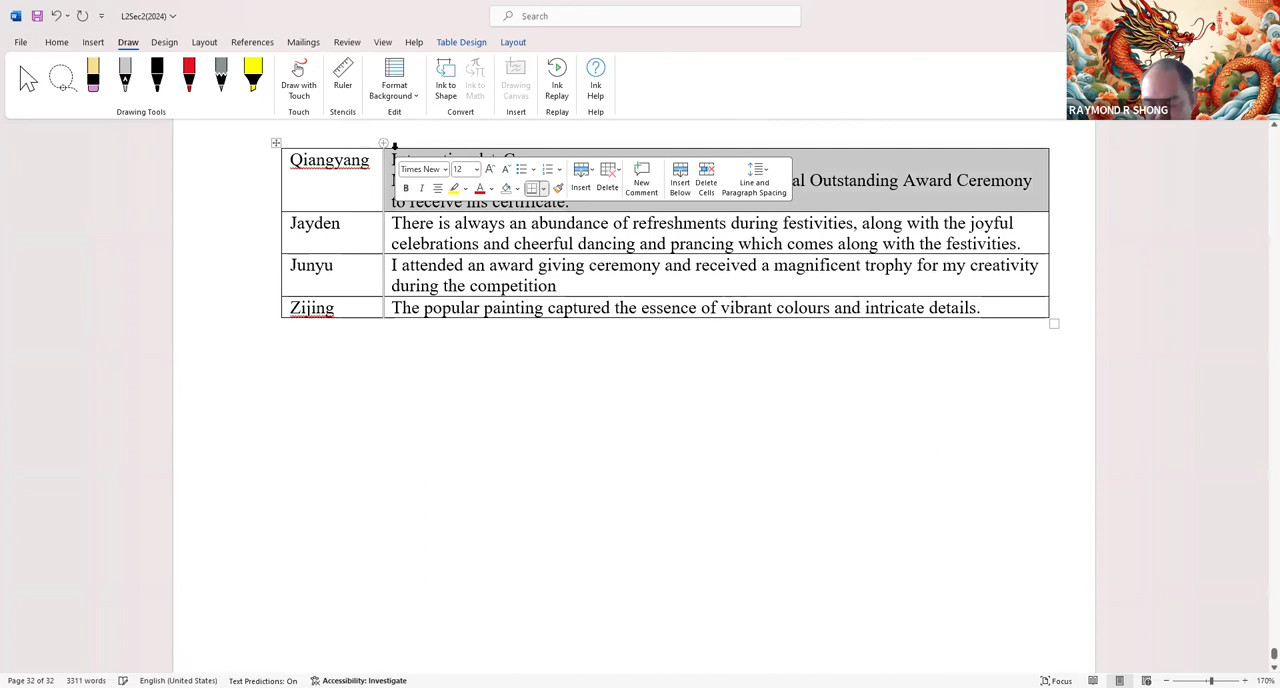 L2Sec2(2024)
Search
File Home Insert Draw Design Layout References Mailings Review View Help Table Design Layout
Draw with Touch
Ruler
Format Background
Ink to Shape
Ink to Math
Drawing Canvas
Ink Replay
Ink Help
Drawing Tools Touch Stencils Edit Convert Insert Replay Help
RAYMOND R SHONG
Times New 12
B I A
Insert Delete
New Comment
Insert Below
Delete Cells
Line and Paragraph Spacing
Qiangyang
al Outstanding Award Ceremony
to receive his certificate.
Jayden There is always an abundance of refreshments during festivities, along with the joyful
celebrations and cheerful dancing and prancing which comes along with the festivities.
Junyu I attended an award giving ceremony and received a magnificent trophy for my creativity
during the competition
Zijing The popular painting captured the essence of vibrant colours and intricate details.
Page 32 of 32 3311 words English (United States) Text Predictions: On Accessibility: Investigate Focus 170%